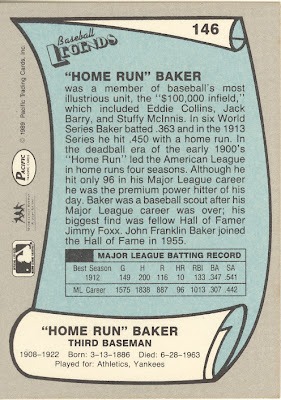 146
Baseball
LEGENDS
"HOME RUN" BAKER
was a member of baseball's most
illustrious unit, the "$100,000 infield,"
which included Eddie Collins, Jack
Barry, and Stuffy McInnis. In six World
Series Baker batted .363 and in the 1913
Series he hit .450 with a home run. In
the deadball era of the early 1900's
"Home Run" led the American League
in home runs four seasons. Although he
hit only 96 in his Major League career
he was the premium power hitter of his
day. Baker was a baseball scout after his
Major League career was over; his
biggest find was fellow Hall of Famer
Jimmy Foxx. John Franklin Baker joined
the Hall of Fame in 1955.
MAJOR LEAGUE BATTING RECORD
G H R HR RBI BA SA
Best Season
1912 149 200 116 10 133 .347 .541
ML Career 1575 1838 887 96 1013 .307 .442
"HOME RUN" BAKER
THIRD BASEMAN
1908-1922 Born: 3-13-1886 Died: 6-28-1963
Played for: Athletics, Yankees
© 1989 Pacific Trading Cards, Inc.
Pacific